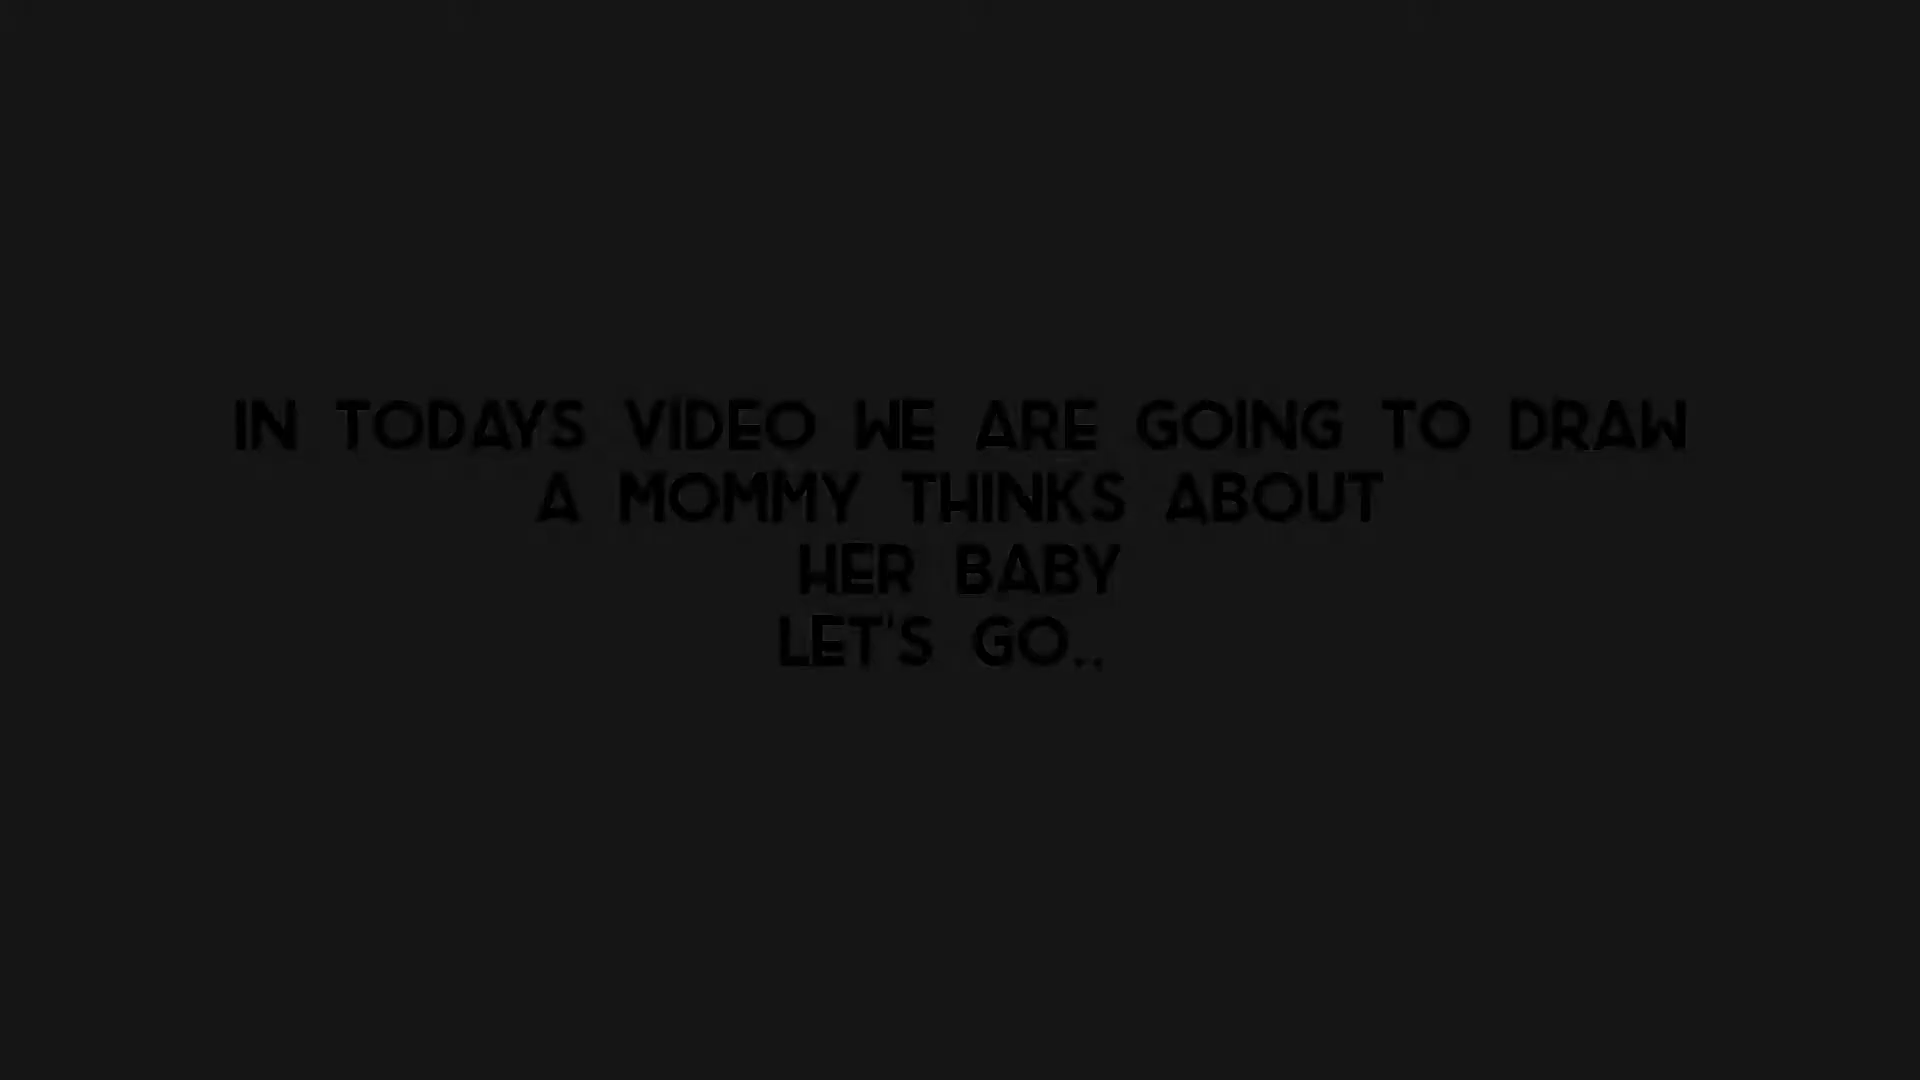 IN TODAYS VIDEO WE ARE GOING TO DRAW
A MOMMY THINKS ABOUT
HER BABY
LET'S GO..